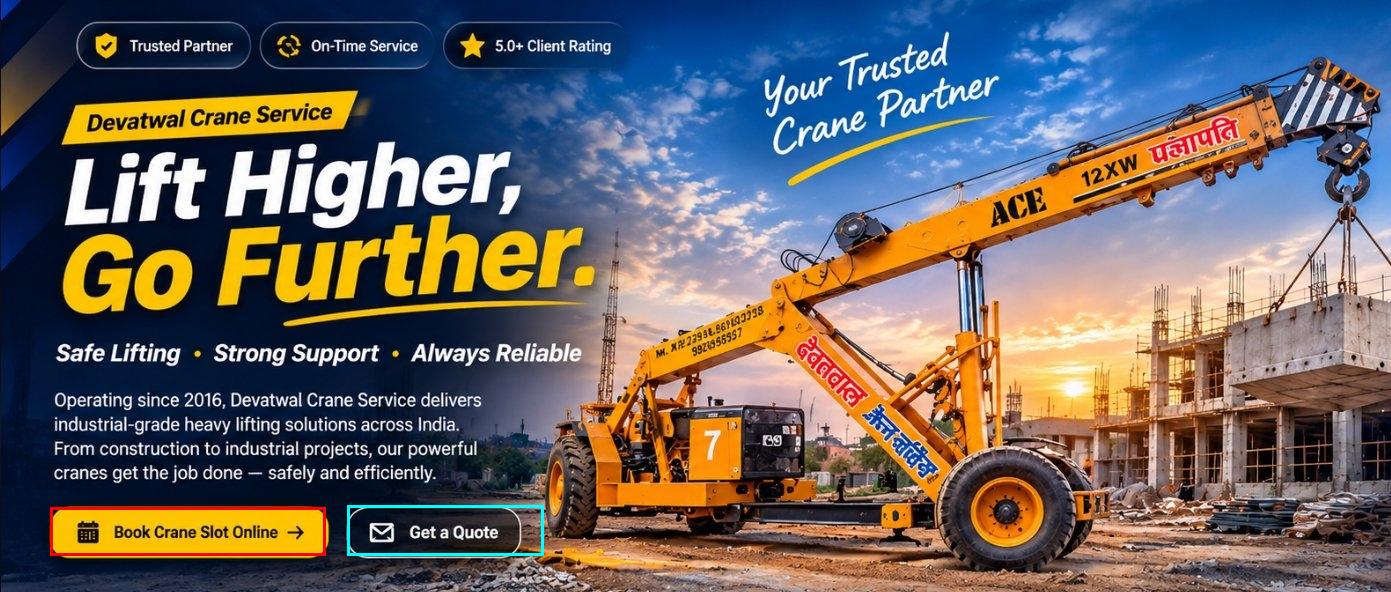 Trusted Partner
On-Time Service
5.0+ Client Rating
Devatwal Crane Service
Lift Higher,
Go Further.
Your Trusted
Crane Partner
Safe Lifting • Strong Support • Always Reliable
Operating since 2016, Devatwal Crane Service delivers
industrial-grade heavy lifting solutions across India.
From construction to industrial projects, our powerful
cranes get the job done — safely and efficiently.
Book Crane Slot Online →
Get a Quote
ACE 12XW
देवतवाल
7